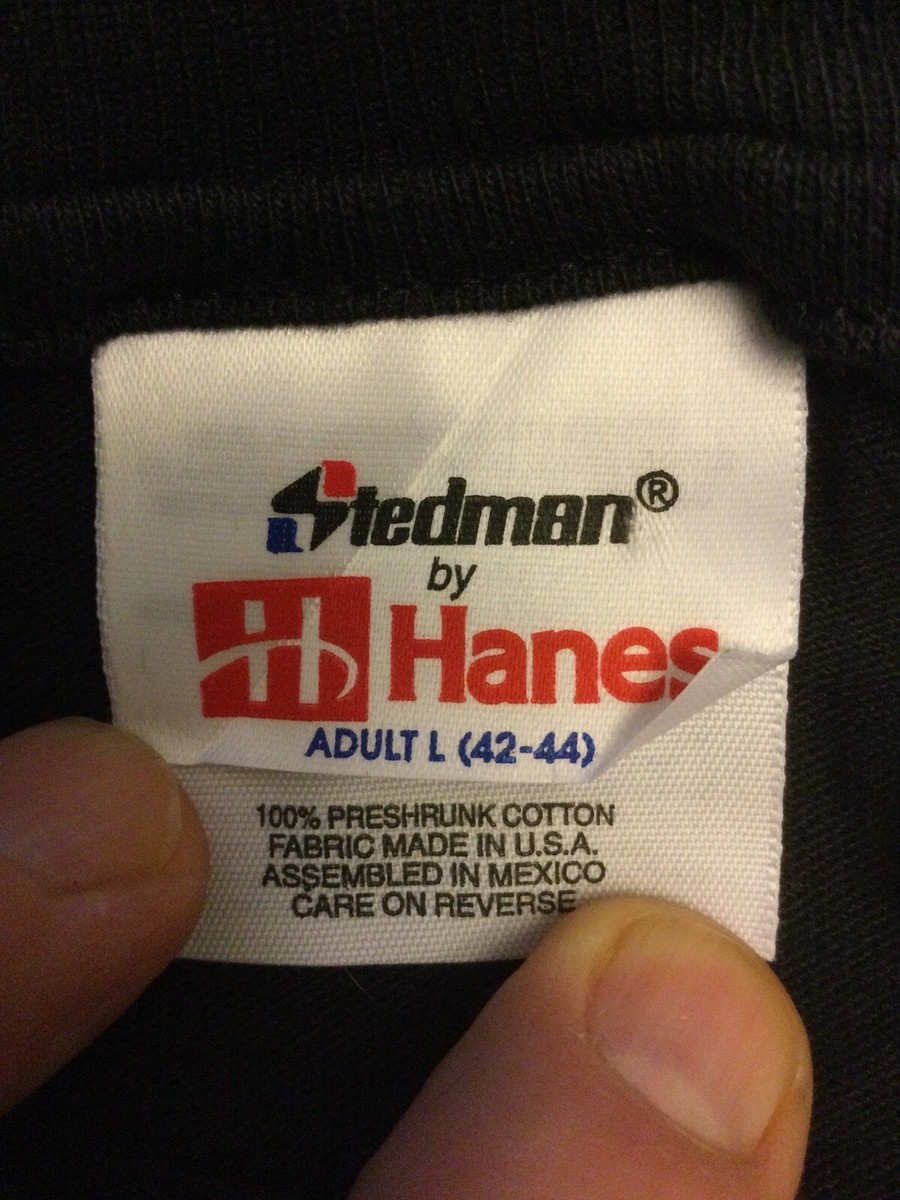 Stedman®
by
H Hanes
ADULT L (42-44)
100% PRESHRUNK COTTON
FABRIC MADE IN U.S.A.
ASSEMBLED IN MEXICO
CARE ON REVERSE